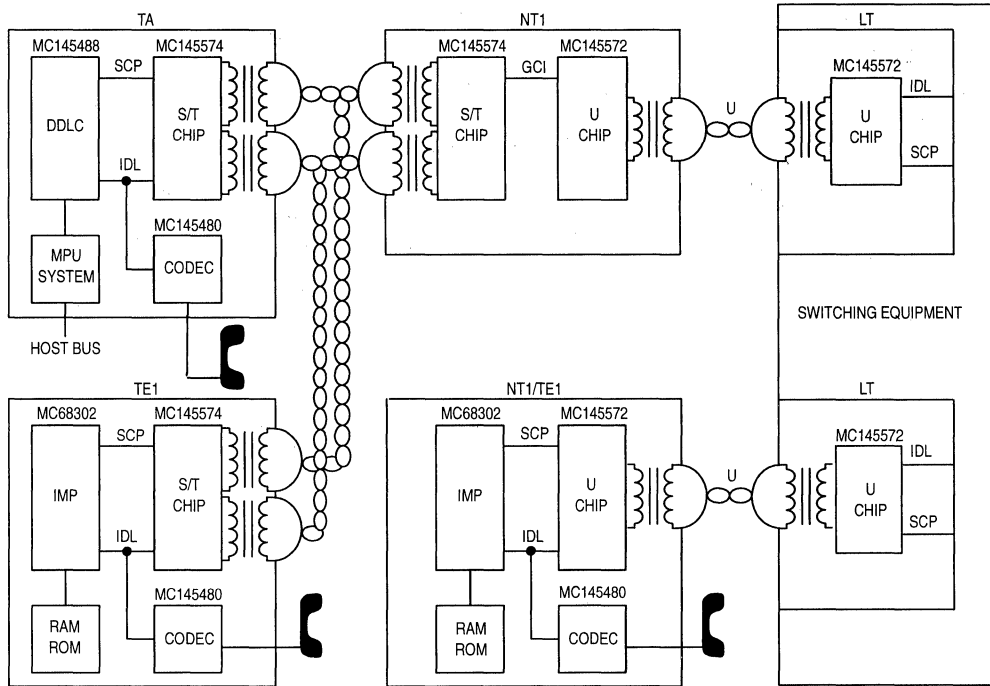 TA
MC145488
MC145574
SCP
DDLC
S/T
CHIP
IDL
MC145480
MPU
SYSTEM
CODEC
HOST BUS
NT1
MC145574
MC145572
GCI
S/T
CHIP
U
CHIP
U
LT
MC145572
IDL
U
CHIP
SCP
SWITCHING EQUIPMENT
TE1
MC68302
MC145574
SCP
IMP
S/T
CHIP
IDL
MC145480
RAM
ROM
CODEC
NT1/TE1
MC68302
MC145572
SCP
IMP
U
CHIP
IDL
MC145480
RAM
ROM
CODEC
U
LT
MC145572
IDL
U
CHIP
SCP